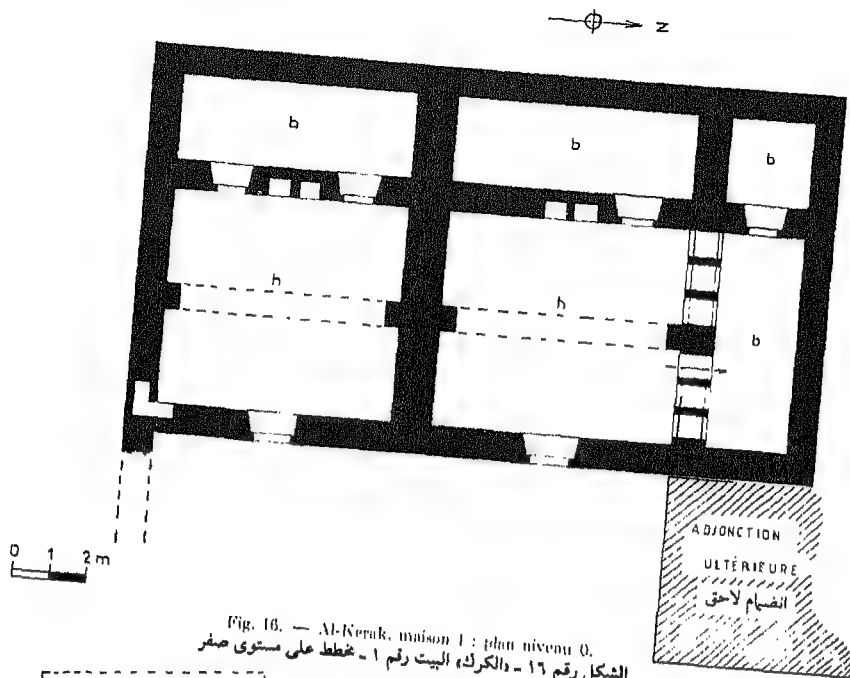 N
b
b
b
h
h
b
0 1 2 m
ADJONCTION
ULTÉRIEURE
انضمام لاحق
Fig. 16. — Al-Kerak, maison 1 : plan niveau 0.
الشكل رقم ١٦ - «الكرك» البيت رقم ١ - مخطط على مستوى صفر